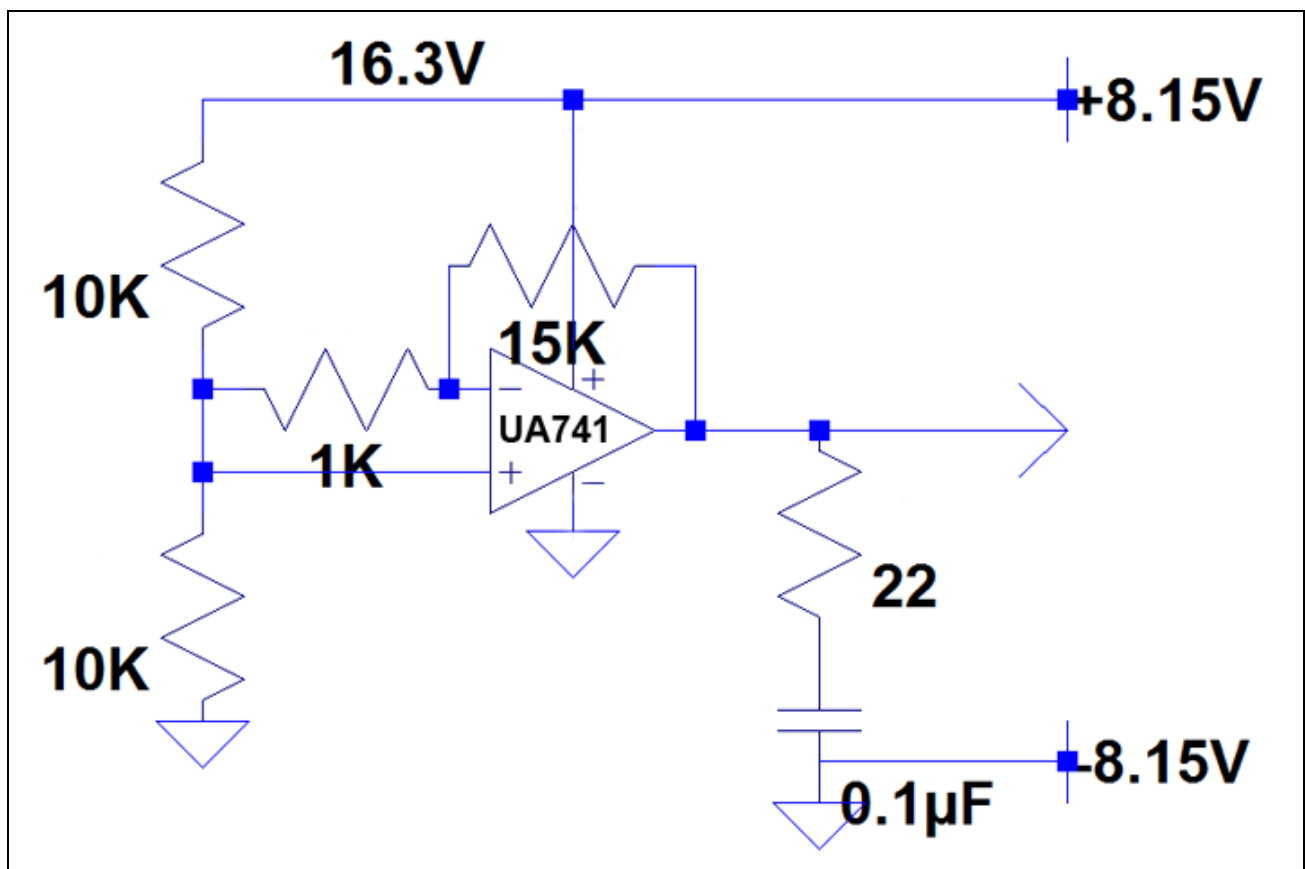 16.3V
+8.15V
10K
15K
+
−
UA741
1K
+
−
22
10K
-8.15V
0.1µF